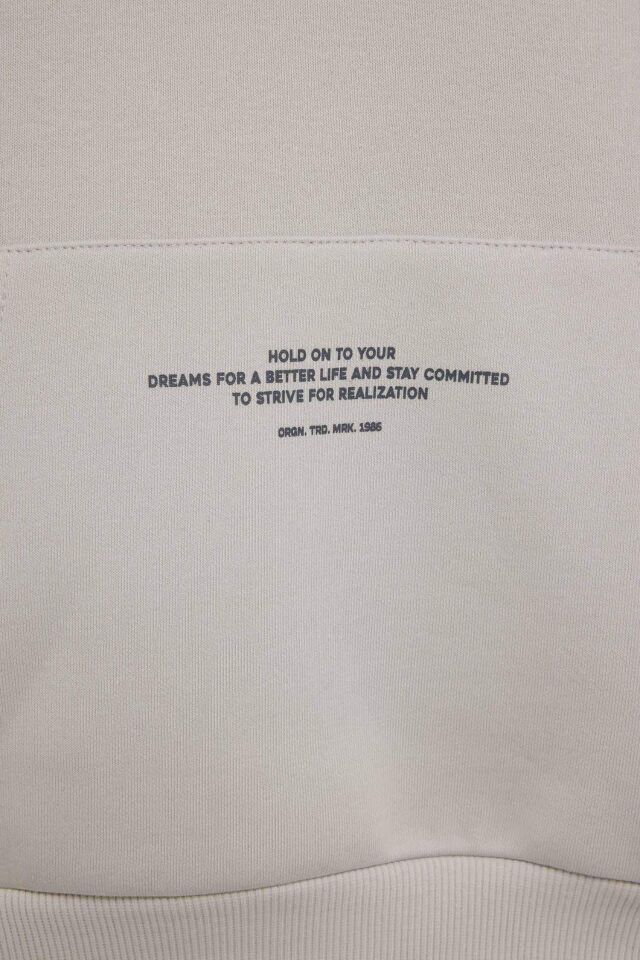 HOLD ON TO YOUR
DREAMS FOR A BETTER LIFE AND STAY COMMITTED
TO STRIVE FOR REALIZATION
ORGN. TRD. MRK. 1986